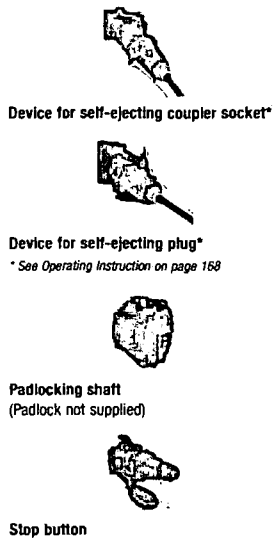 Device for self-ejecting coupler socket*
Device for self-ejecting plug*
* See Operating Instruction on page 168
Padlocking shaft
(Padlock not supplied)
Stop button